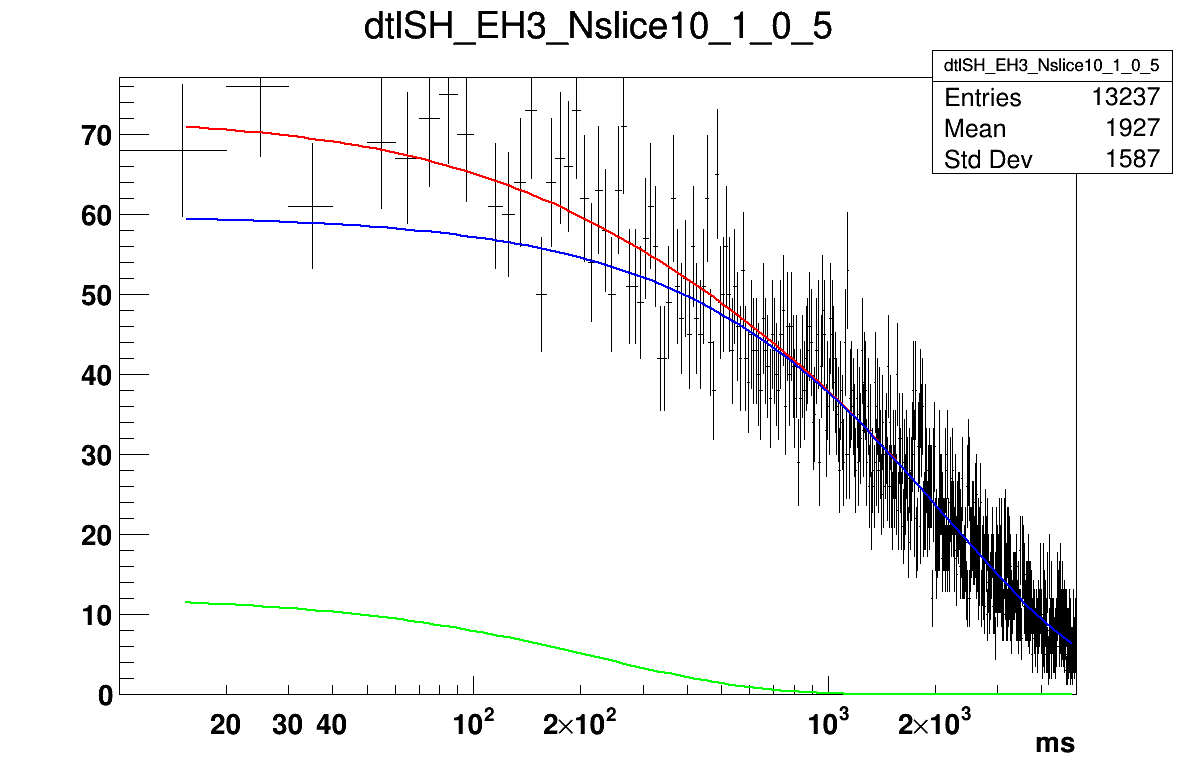 dtlSH_EH3_Nslice10_1_0_5
dtlSH_EH3_Nslice10_1_0_5
Entries 13237
Mean 1927
Std Dev 1587
70
60
50
40
30
20
10
0
20 30 40 10² 2×10² 10³ 2×10³
ms